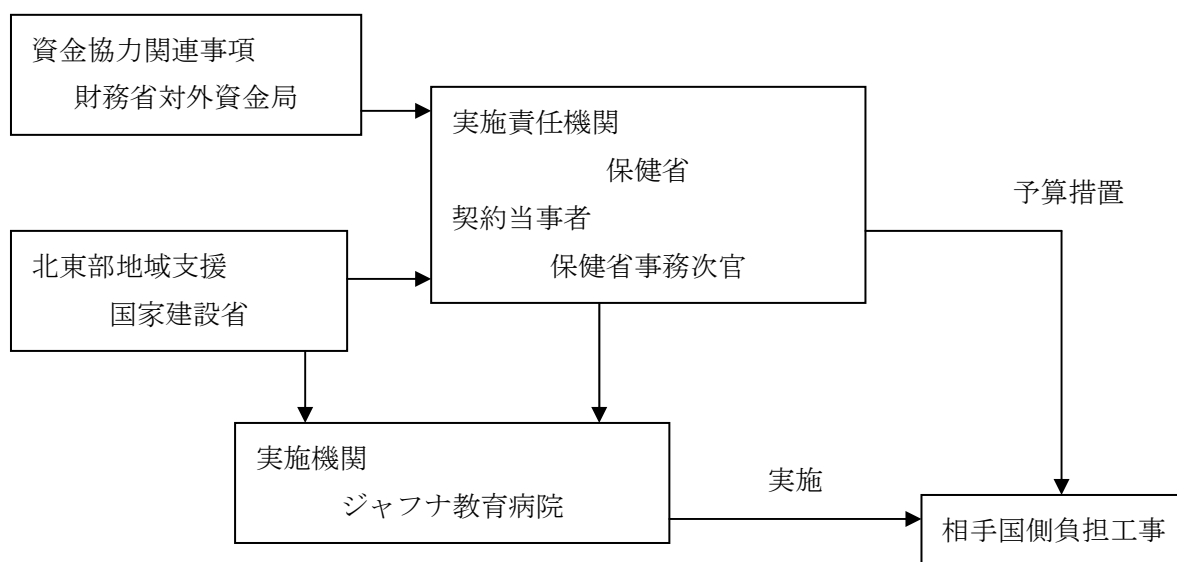 資金協力関連事項
財務省対外資金局
実施責任機関
保健省
契約当事者
保健省事務次官
予算措置
北東部地域支援
国家建設省
実施機関
ジャフナ教育病院
実施
相手国側負担工事